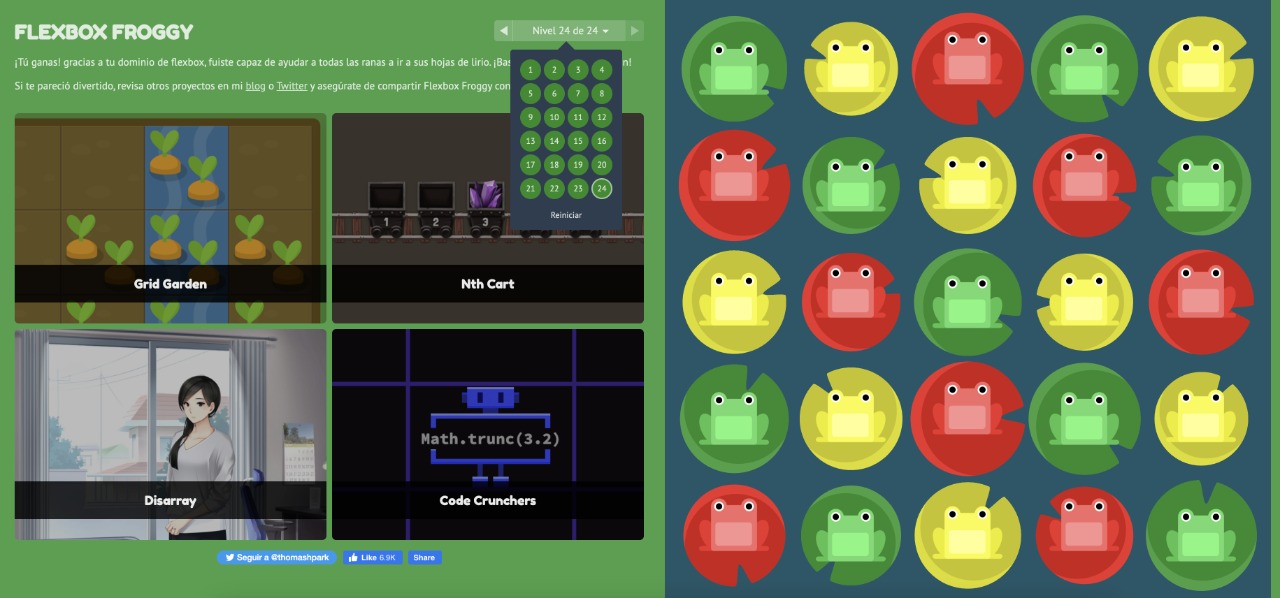 FLEXBOX FROGGY
Nivel 24 de 24
¡Tú ganas! gracias a tu dominio de flexbox, fuiste capaz de ayudar a todas las ranas a ir a sus hojas de lirio. ¡Bas
n!
Si te pareció divertido, revisa otros proyectos en mi blog o Twitter y asegúrate de compartir Flexbox Froggy con
1 2 3 4
5 6 7 8
9 10 11 12
13 14 15 16
17 18 19 20
21 22 23 24
Reiniciar
1 2 3
Grid Garden
Nth Cart
Math.trunc(3.2)
Disarray
Code Crunchers
Seguir a @thomashpark
Like 6.9K
Share